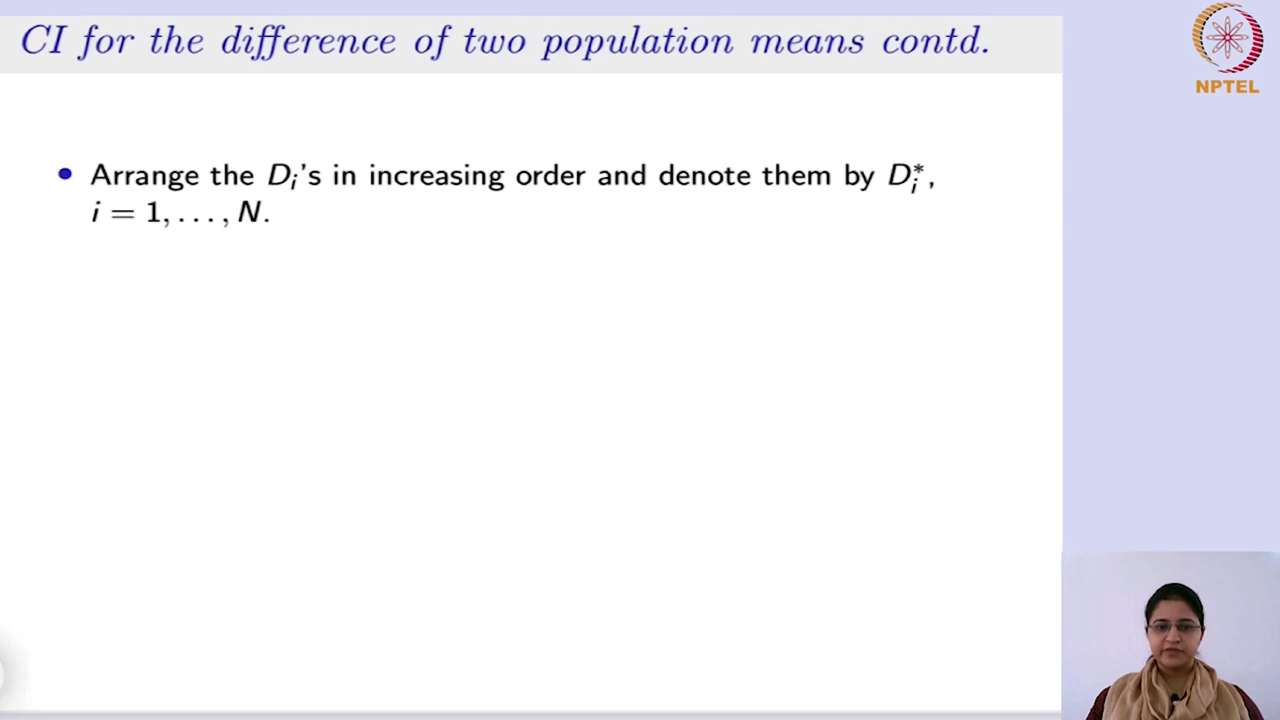 CI for the difference of two population means contd.
NPTEL
• Arrange the $D_i$'s in increasing order and denote them by $D_i^*$,
$i = 1, \ldots, N$.